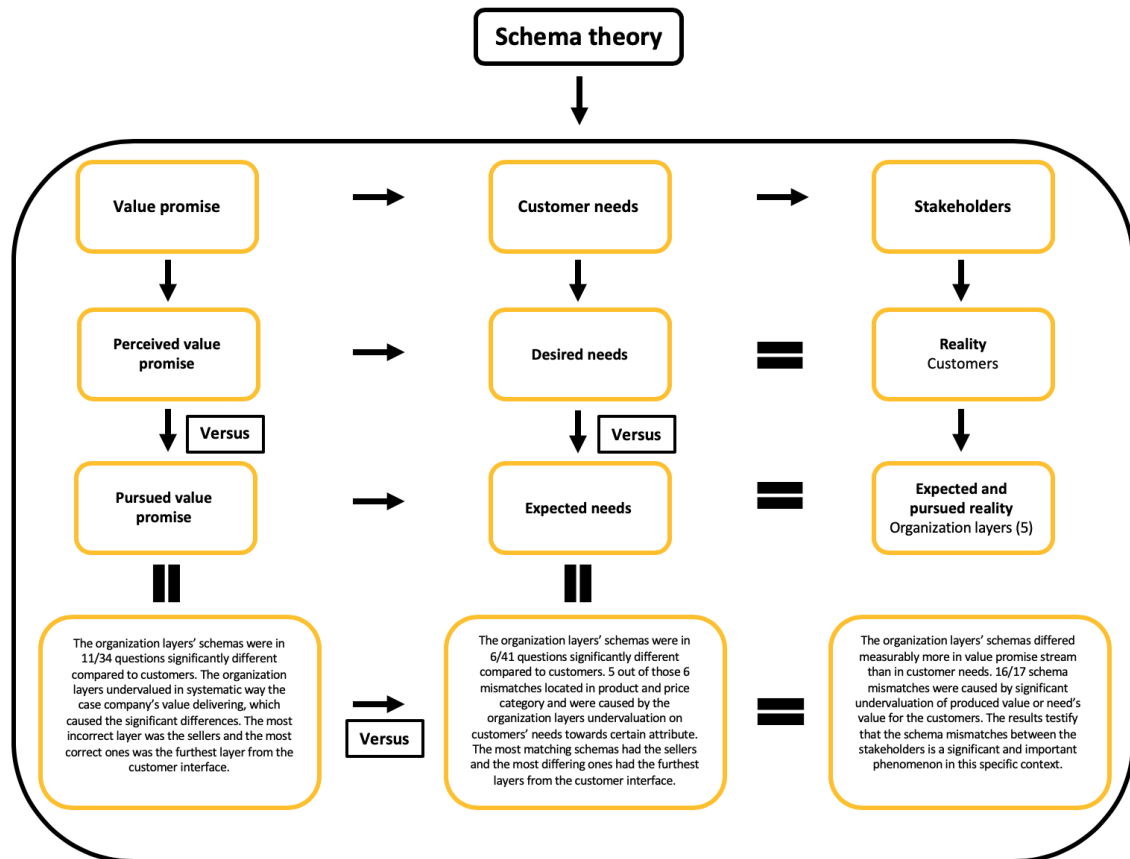 Schema theory
Value promise
Customer needs
Stakeholders
Perceived value
promise
Desired needs
Reality
Customers
Versus
Versus
Pursued value
promise
Expected needs
Expected and
pursued reality
Organization layers (5)
The organization layers’ schemas were in
11/34 questions significantly different
compared to customers. The organization
layers undervalued in systematic way the
case company’s value delivering, which
caused the significant differences. The most
incorrect layer was the sellers and the most
correct ones was the furthest layer from the
customer interface.
Versus
The organization layers’ schemas were in
6/41 questions significantly different
compared to customers. 5 out of those 6
mismatches located in product and price
category and were caused by the
organization layers undervaluation on
customers’ needs towards certain attribute.
The most matching schemas had the sellers
and the most differing ones had the furthest
layers from the customer interface.
The organization layers’ schemas differed
measurably more in value promise stream
than in customer needs. 16/17 schema
mismatches were caused by significant
undervaluation of produced value or need’s
value for the customers. The results testify
that the schema mismatches between the
stakeholders is a significant and important
phenomenon in this specific context.